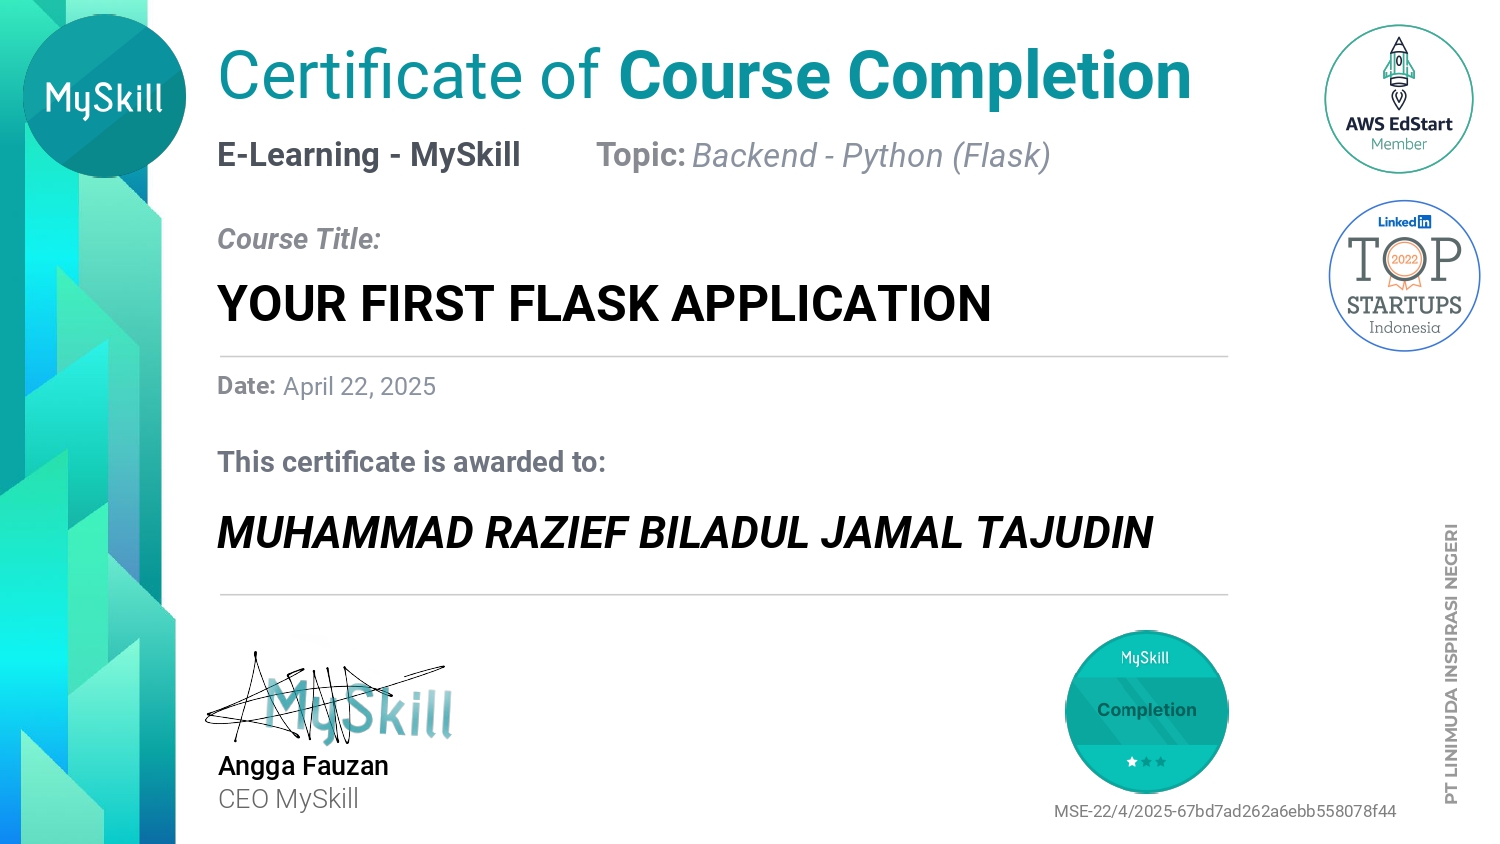 MySkill
Certificate of Course Completion
E-Learning - MySkill
Topic: Backend - Python (Flask)
AWS EdStart
Member
LinkedIn
TOP
2022
STARTUPS
Indonesia
Course Title:
YOUR FIRST FLASK APPLICATION
Date: April 22, 2025
This certificate is awarded to:
MUHAMMAD RAZIEF BILADUL JAMAL TAJUDIN
MySkill
Angga Fauzan
CEO MySkill
MySkill
Completion
MSE-22/4/2025-67bd7ad262a6ebb558078f44
PT LINIMUDA INSPIRASI NEGERI